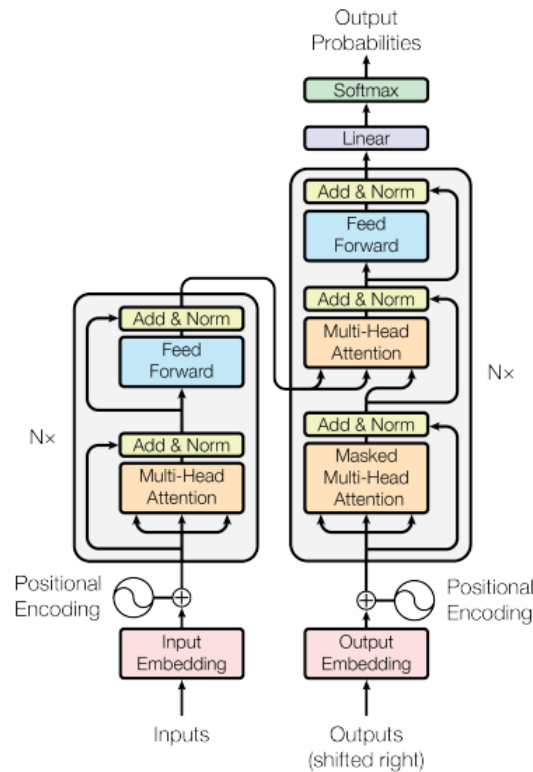 Output
Probabilities
Softmax
Linear
Add & Norm
Feed
Forward
Add & Norm
Multi-Head
Attention
Add & Norm
Masked
Multi-Head
Attention
N×
Positional
Encoding
Output
Embedding
Outputs
(shifted right)
Add & Norm
Feed
Forward
Add & Norm
Multi-Head
Attention
N×
Positional
Encoding
Input
Embedding
Inputs